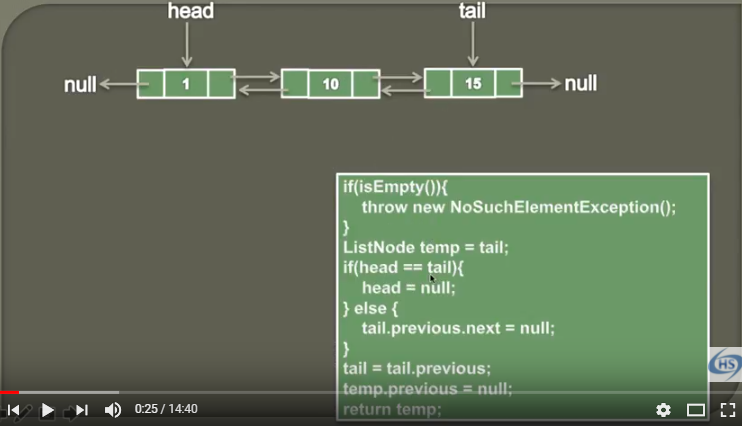 head
tail
null
1
10
15
null
if(isEmpty()){
throw new NoSuchElementException();
}
ListNode temp = tail;
if(head == tail){
head = null;
} else {
tail.previous.next = null;
}
tail = tail.previous;
temp.previous = null;
return temp;
HS
0:25 / 14:40